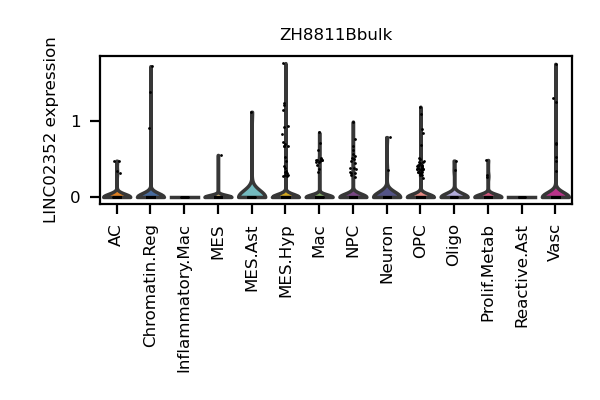 ZH8811Bbulk
LINC02352 expression
1
0
AC
Chromatin.Reg
Inflammatory.Mac
MES
MES.Ast
MES.Hyp
Mac
NPC
Neuron
OPC
Oligo
Prolif.Metab
Reactive.Ast
Vasc